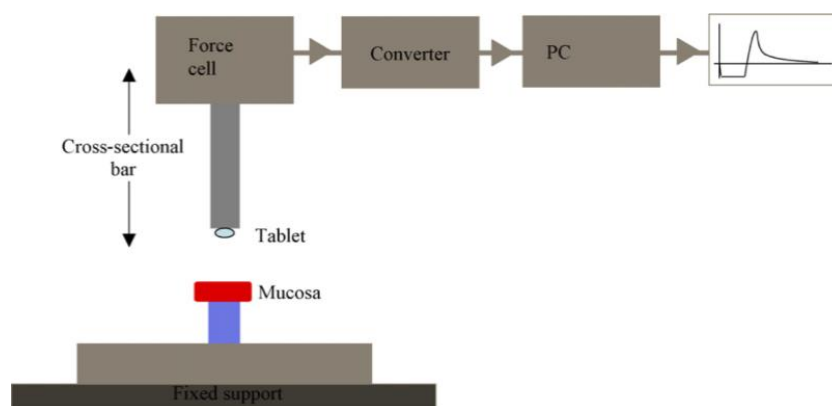 Force
cell
Converter
PC
Cross-sectional
bar
Tablet
Mucosa
Fixed support